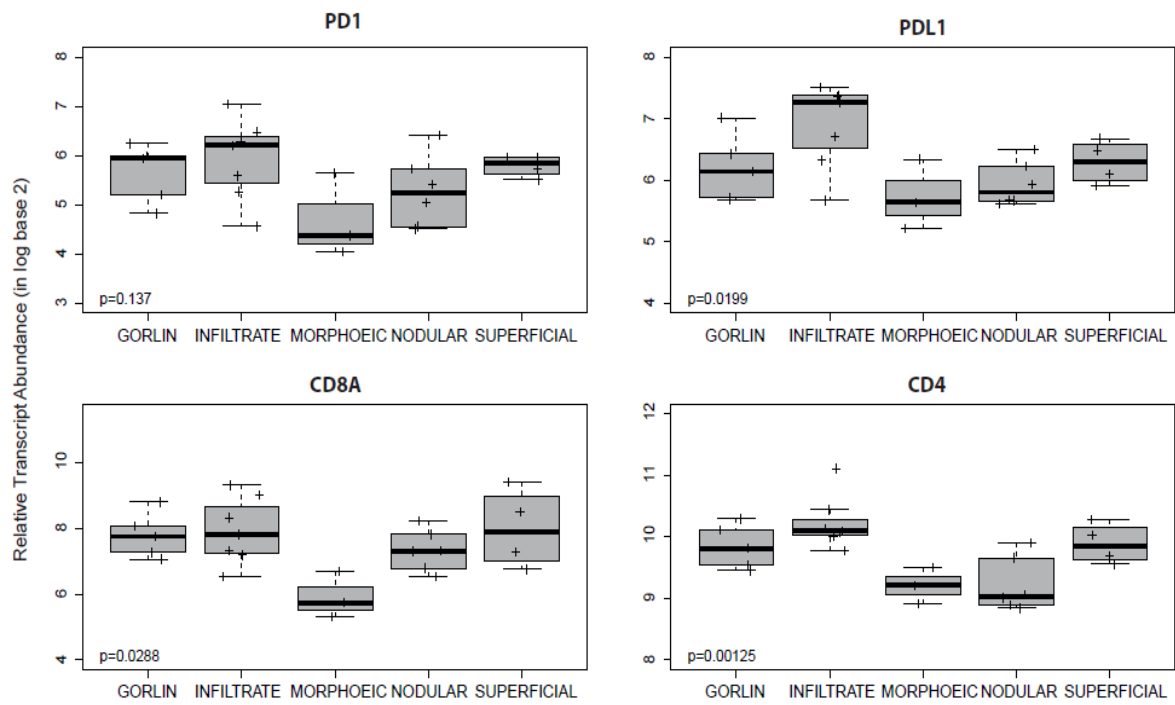 PD1
PDL1
Relative Transcript Abundance (in log base 2)
8
7
6
5
4
3
p=0.137
GORLIN INFILTRATE MORPHOEIC NODULAR SUPERFICIAL
8
7
6
5
4
p=0.0199
GORLIN INFILTRATE MORPHOEIC NODULAR SUPERFICIAL
CD8A
CD4
10
8
6
4
p=0.0288
GORLIN INFILTRATE MORPHOEIC NODULAR SUPERFICIAL
12
11
10
9
8
p=0.00125
GORLIN INFILTRATE MORPHOEIC NODULAR SUPERFICIAL